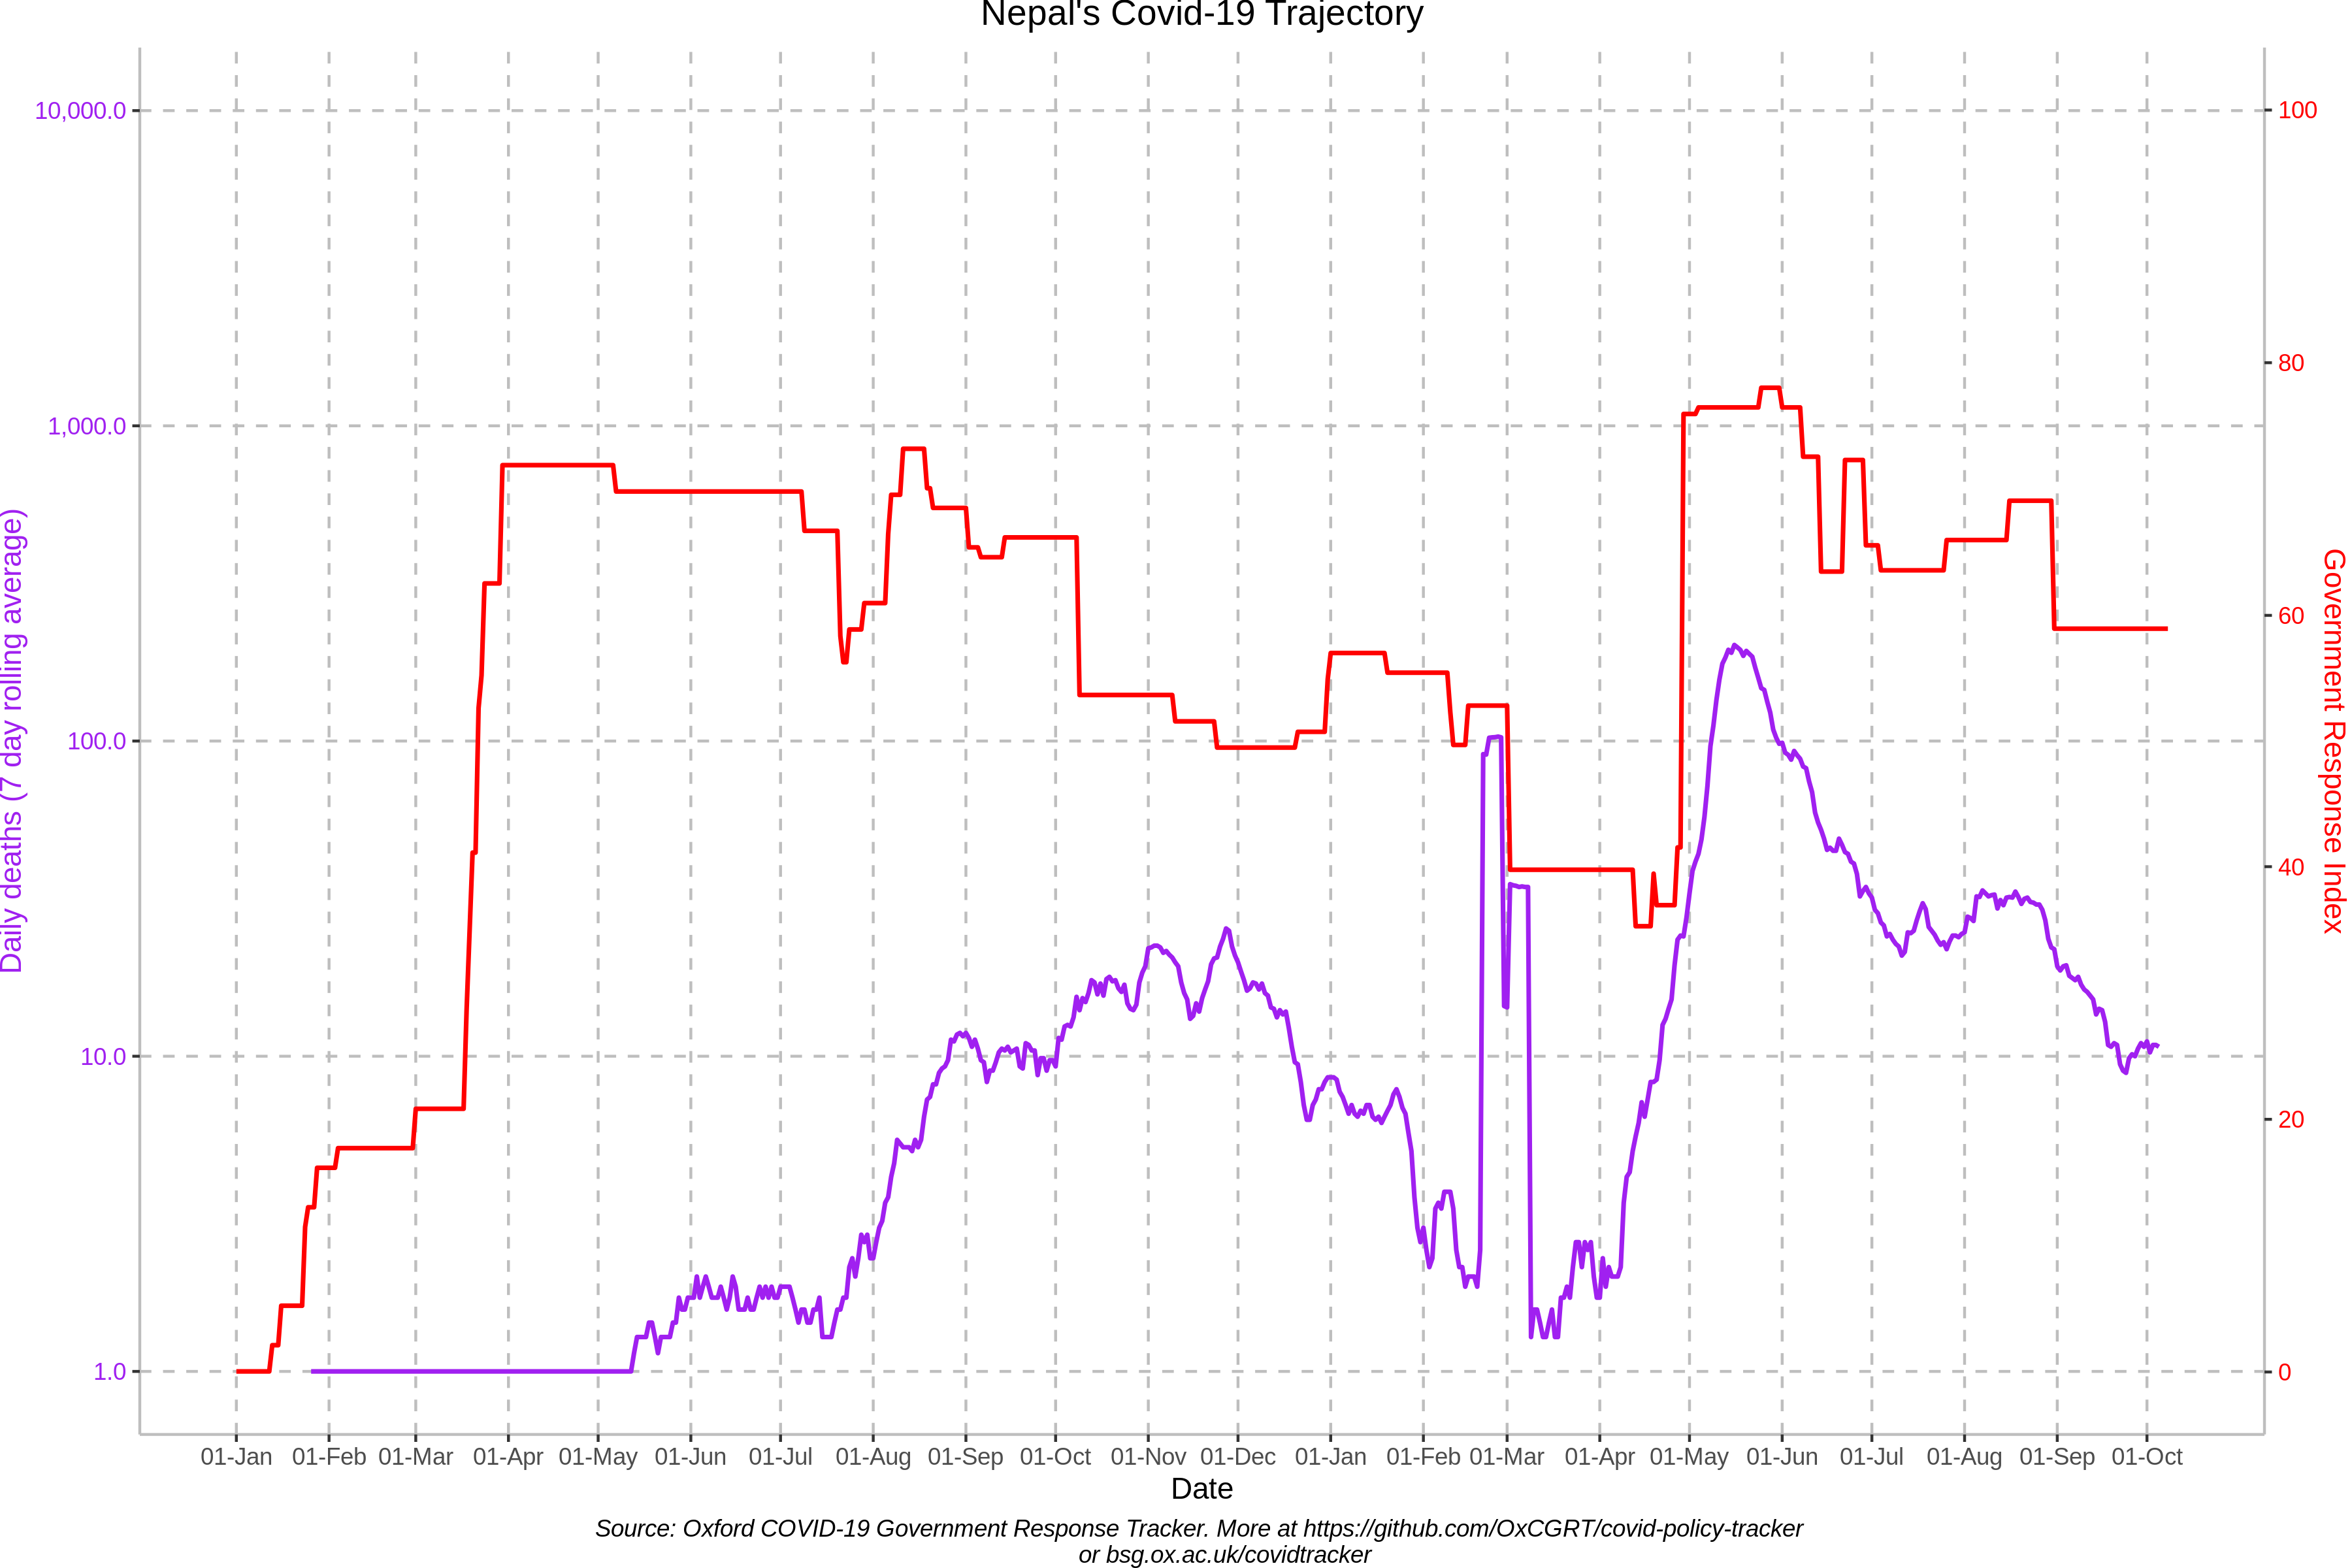 Nepal's Covid-19 Trajectory
10,000.0
1,000.0
100.0
10.0
1.0
Daily deaths (7 day rolling average)
100
80
60
40
20
0
Government Response Index
01-Jan 01-Feb 01-Mar 01-Apr 01-May 01-Jun 01-Jul 01-Aug 01-Sep 01-Oct 01-Nov 01-Dec 01-Jan 01-Feb 01-Mar 01-Apr 01-May 01-Jun 01-Jul 01-Aug 01-Sep 01-Oct
Date
Source: Oxford COVID-19 Government Response Tracker. More at https://github.com/OxCGRT/covid-policy-tracker
or bsg.ox.ac.uk/covidtracker